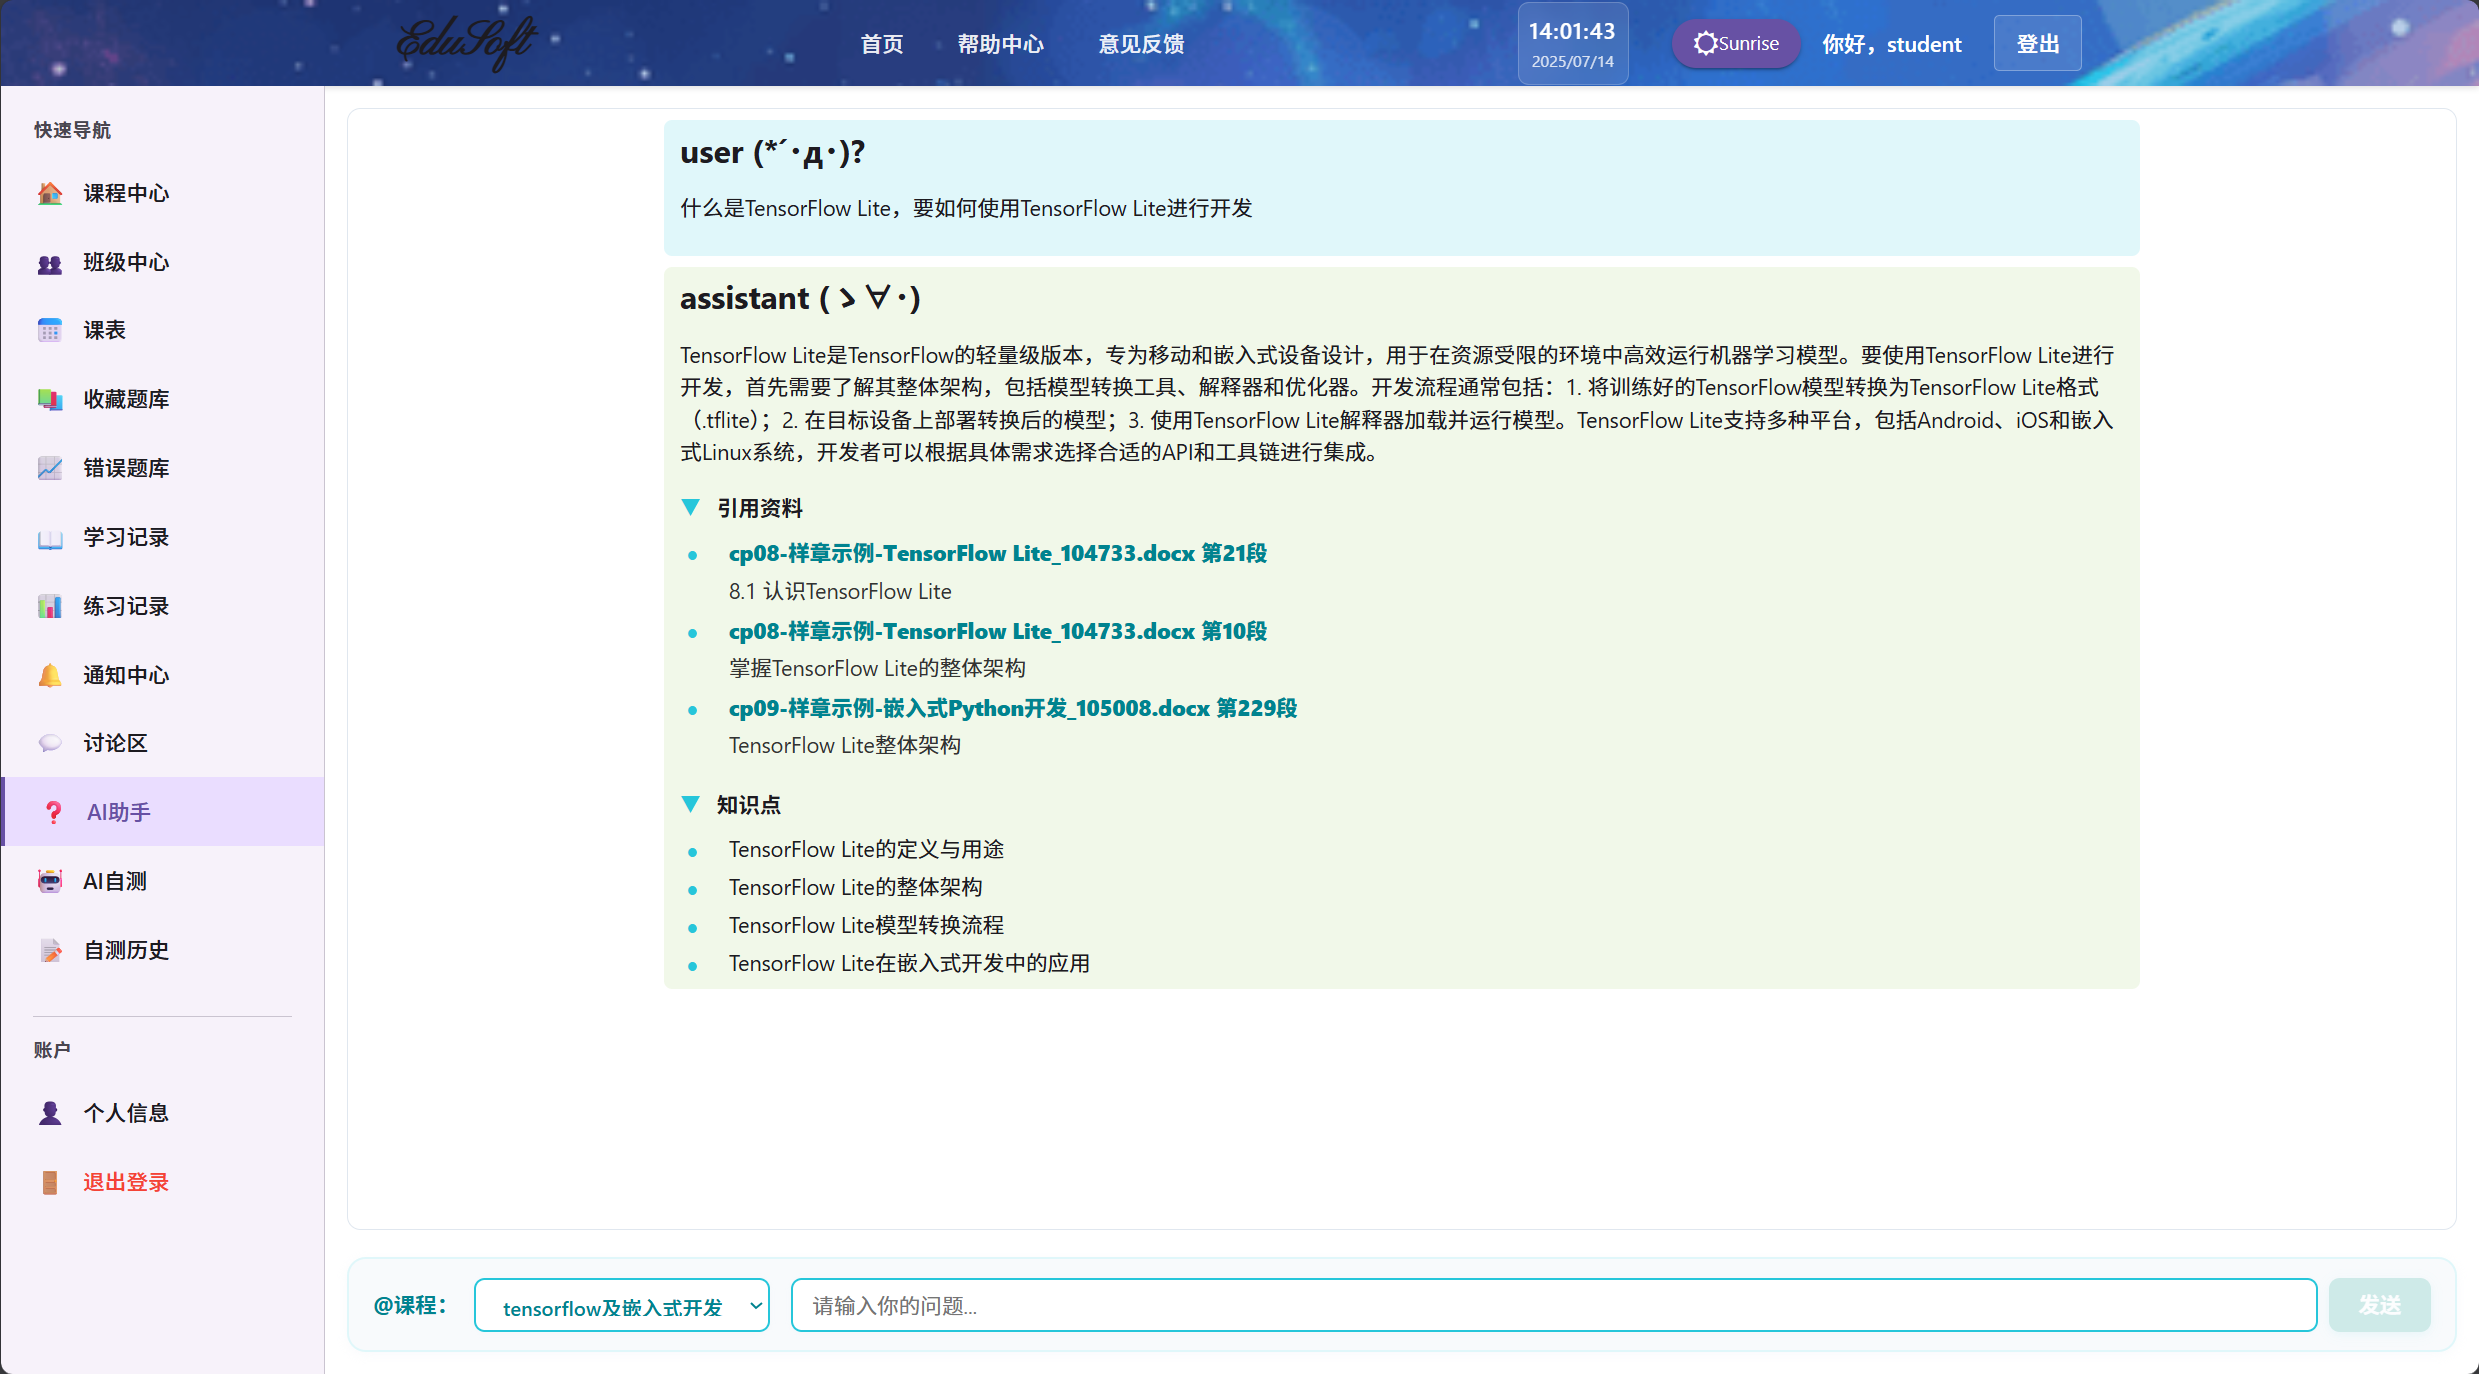 EduSoft
首页
帮助中心
意见反馈
14:01:43
2025/07/14
Sunrise
你好，student
登出
快速导航
课程中心
班级中心
课表
收藏题库
错误题库
学习记录
练习记录
通知中心
讨论区
AI助手
AI自测
自测历史
账户
个人信息
退出登录
user (*´･д･)?
什么是TensorFlow Lite，要如何使用TensorFlow Lite进行开发
assistant (ゝ∀･)
TensorFlow Lite是TensorFlow的轻量级版本，专为移动和嵌入式设备设计，用于在资源受限的环境中高效运行机器学习模型。要使用TensorFlow Lite进行
开发，首先需要了解其整体架构，包括模型转换工具、解释器和优化器。开发流程通常包括：1. 将训练好的TensorFlow模型转换为TensorFlow Lite格式
（.tflite）；2. 在目标设备上部署转换后的模型；3. 使用TensorFlow Lite解释器加载并运行模型。TensorFlow Lite支持多种平台，包括Android、iOS和嵌入
式Linux系统，开发者可以根据具体需求选择合适的API和工具链进行集成。
引用资料
cp08-样章示例-TensorFlow Lite_104733.docx 第21段
8.1 认识TensorFlow Lite
cp08-样章示例-TensorFlow Lite_104733.docx 第10段
掌握TensorFlow Lite的整体架构
cp09-样章示例-嵌入式Python开发_105008.docx 第229段
TensorFlow Lite整体架构
知识点
TensorFlow Lite的定义与用途
TensorFlow Lite的整体架构
TensorFlow Lite模型转换流程
TensorFlow Lite在嵌入式开发中的应用
@课程：
tensorflow及嵌入式开发
请输入你的问题...
发送